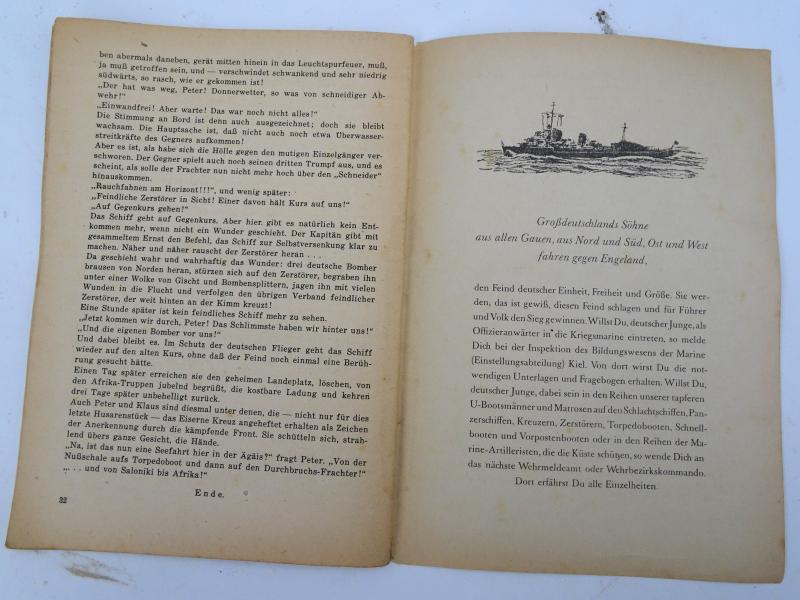 ben abermals daneben, gerät mitten hinein in das Leuchtspurfeuer, muß,
ja muß getroffen sein, und — verschwindet schwankend und sehr niedrig
südwärts, so rasch, wie er gekommen ist!
„Der hat was weg, Peter! Donnerwetter, so was von schneidiger Ab-
wehr!"
„Einwandfrei! Aber warte! Das war noch nicht alles!"
Die Stimmung an Bord ist denn auch ausgezeichnet; doch sie bleibt
wachsam. Die Hauptsache ist, daß nicht auch noch etwa Überwasser-
streitkräfte des Gegners aufkommen!
Aber es ist, als habe sich die Hölle gegen den mutigen Einzelgänger ver-
schworen. Der Gegner spielt auch noch seinen dritten Trumpf aus, und es
scheint, als solle der Frachter nun nicht mehr hoch über den „Schneider"
hinauskommen.
„Rauchfahnen am Horizont!!!", und wenig später:
„Feindliche Zerstörer in Sicht! Einer davon hält Kurs auf uns!"
„Auf Gegenkurs gehen!"
Das Schiff geht auf Gegenkurs. Aber hier gibt es natürlich kein Ent-
kommen mehr, wenn nicht ein Wunder geschieht. Der Kapitän gibt mit
gesammeltem Ernst den Befehl, das Schiff zur Selbstversenkung klar zu
machen. Näher und näher rauscht der Zerstörer heran . . .
Da geschieht wahr und wahrhaftig das Wunder: drei deutsche Bomber
brausen von Norden heran, stürzen sich auf den Zerstörer, begraben ihn
unter einer Wolke von Gischt und Bombensplittern, jagen ihn mit vielen
Wunden in die Flucht und verfolgen den übrigen Verband feindlicher
Zerstörer, der weit hinten an der Kimm kreuzt!
Eine Stunde später ist kein feindliches Schiff mehr zu sehen.
„Jetzt kommen wir durch, Peter! Das Schlimmste haben wir hinter uns!"
„Und die eigenen Bomber vor uns!"
Und dabei bleibt es. Im Schutz der deutschen Flieger geht das Schiff
wieder auf den alten Kurs, ohne daß der Feind noch einmal eine Berüh-
rung gesucht hätte.
Einen Tag später erreichen sie den geheimen Landeplatz, löschen, von
den Afrika-Truppen jubelnd begrüßt, die kostbare Ladung und kehren
drei Tage später unbehelligt zurück.
Auch Peter und Klaus sind diesmal unter denen, die — nicht nur für dies
letzte Husarenstück — das Eiserne Kreuz angeheftet erhalten als Zeichen
der Anerkennung durch die kämpfende Front. Sie schütteln sich, strah-
lend übers ganze Gesicht, die Hände.
„Na, ist das nun eine Seefahrt hier in der Ägäis?" fragt Peter. „Von der
Nußschale aufs Torpedoboot und dann auf den Durchbruchs-Frachter!"
„. . . und von Saloniki bis Afrika!"
Ende.
32
Großdeutschlands Söhne
aus allen Gauen, aus Nord und Süd, Ost und West
fahren gegen Engeland,
den Feind deutscher Einheit, Freiheit und Größe. Sie wer-
den, das ist gewiß, diesen Feind schlagen und für Führer
und Volk den Sieg gewinnen. Willst Du, deutscher Junge, als
Offizieranwärter in die Kriegsmarine eintreten, so melde
Dich bei der Inspektion des Bildungswesens der Marine
(Einstellungsabteilung) Kiel. Von dort wirst Du die not-
wendigen Unterlagen und Fragebogen erhalten. Willst Du,
deutscher Junge, dabei sein in den Reihen unserer tapferen
U-Bootsmänner und Matrosen auf den Schlachtschiffen, Pan-
zerschiffen, Kreuzern, Zerstörern, Torpedobooten, Schnell-
booten und Vorpostenbooten oder in den Reihen der Ma-
rine-Artilleristen, die die Küste schützen, so wende Dich an
das nächste Wehrmeldeamt oder Wehrbezirkskommando.
Dort erfährst Du alle Einzelheiten.